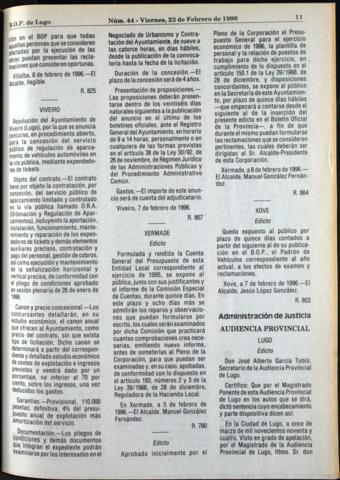 B.O.P. de Lugo
Núm. 44 - Viernes, 23 de Febrero de 1996
11
ción en el BOP para que todas
aquellas personas que se consideren
afectadas por la ejecución de las
obras puedan presentar las recla-
maciones que consideren oportunas.
Villalba, 8 de febrero de 1996.—El
Alcalde, ilegible.
R. 825
VIVEIRO
Resolución del Ayuntamiento de
Viveiro (Lugo), por la que se anuncia
concurso, en procedimiento abierto,
para la concesión del servicio
público de regulación de aparca-
miento de vehículos automóviles en
la vía pública, mediante expendedo-
res de tickets.
Objeto del contrato.—El contrato
tiene por objeto la contratación, por
concesión, del servicio público de
aparcamiento limitado y controlado
en la vía pública llamado O.R.A.
(Ordenación y Regulación de Apar-
camientos), incluyendo la aportación,
instalación, funcionamiento, mante-
nimiento y reparación de los expen-
dedores de tickets y demás elementos
auxiliares precisos, contratación y
pago del personal, gestión de cobros,
así como ejecución y mantenimiento
de la señalización horizontal y
vertical precisa, de conformidad con
el pliego de condiciones aprobado
en sesión plenaria de 26 de enero de
1996.
Canon y precio concesional.—Los
concursantes detallarán, en su
estudio económico, el canon anual
que ofrecen al Ayuntamiento, como
precio del contrato, sin que exista
tipo de licitación. Dicho canon se
determinará a partir del correspon-
diente y detallado estudio económico
de costos de explotación e ingresos
previstos y vendrá dado por un
porcentaje, no inferior al 70 por
ciento, sobre los ingresos, una vez
deducidos los gastos.
Garantías.—Provisional, 110.000
pesetas; definitiva, 4% del presu-
puesto anual de explotación más
amortización del servicio.
Documentación.—Los pliegos de
condiciones y demás documentos
que integran el expediente podrán
examinarse por los interesados en el
Negociado de Urbanismo y Contra-
tación del Ayuntamiento, de nueve a
las catorce horas, en días hábiles,
desde la publicación de la convoca-
toria hasta la fecha de la licitación.
Duración de la concesión.—El
plazo de la concesión será de 4 años.
Presentación de proposiciones.—
Las proposiciones deberán presen-
tarse dentro de los veintiséis días
naturales siguientes a la publicación
del anuncio en el último de los
boletines oficiales, ante el Registro
General del Ayuntamiento, en horario
de 9 a 14 horas, personalmente o en
cualquiera de las formas previstas
en el artículo 38 de la Ley 30/92, de
26 de noviembre, de Régimen Jurídico
de las Administraciones Públicas y
del Procedimiento Administrativo
Común.
Gastos.—El importe de este anun-
cio será de cuenta del adjudicatario.
Viveiro, 7 de febrero de 1996.
R. 867
XERMADE
Edicto
Formulada y rendida la Cuenta
General del Presupuesto de esta
Entidad Local correspondiente al
ejercicio de 1995, se expone al
público, junto con sus justificantes y
el informe de la Comisión Especial
de Cuentas, durante quince días. En
este plazo y ocho días más se
admitirán los reparos y observacio-
nes que puedan formularse por
escrito, los cuales serán examinados
por dicha Comisión que practicará
cuantas comprobaciones crea nece-
sarias, emitiendo nuevo informe,
antes de someterlas al Pleno de la
Corporación, para que puedan ser
examinadas y, en su caso, aprobadas,
de conformidad con lo dispuesto en
el artículo 193, números 2 y 3 de la
Ley 39/1988, de 28 de diciembre,
Reguladora de la Hacienda Local.
En Xermade, a 5 de febrero de
1996.—El Alcalde, Manuel González
Fernández.
R. 780
Edicto
Aprobado inicialmente por el
Pleno de la Corporación el Presu-
puesto General para el ejercicio
económico de 1996, la plantilla de
personal y la relación de puestos de
trabajo para dicho ejercicio, en
cumplimiento de lo dispuesto en el
artículo 150.1 de la Ley 39/1988, de
28 de diciembre, y disposiciones
concordantes, se expone al público
en la Secretaría de este Ayuntamien-
to, por plazo de quince días hábiles
—que empezará a contarse desde el
siguiente al de la inserción del
presente edicto en el Boletín Oficial
de la Provincia—, a fin de que
durante el mismo puedan formularse
las reclamaciones que se consideren
pertinentes, las cuales deberán ser
dirigidas al Sr. Alcalde-Presidente
de esta Corporación.
Xermade, a 8 de febrero de 1996.—
El Alcalde, Manuel González Fernán-
dez.
R. 864
XOVE
Edicto
Queda expuesto al público por
plazo de quince días contados a
partir del siguiente al de su publica-
ción en el B.O.P., el Padrón de
Vehículos correspondiente al año
actual, a los efectos de examen y
reclamaciones.
Xove, a 7 de febrero de 1996.—El
Alcalde, Jesús López González.
R. 803
Administración de Justicia
AUDIENCIA PROVINCIAL
LUGO
Edicto
Don José Alberto García Tobío,
Secretario de la Audiencia Provincial
de Lugo.
Certifico: Que por el Magistrado
Ponente de esta Audiencia Provincial
de Lugo en los autos que se dirá,
dictó sentencia cuyo encabezamiento
y parte dispositiva dicen así:
En la Ciudad de Lugo, a once de
marzo de mil novecientos noventa y
cuatro. Visto en grado de apelación,
por el Magistrado de la Audiencia
Provincial de Lugo, Iltmo. Sr. don